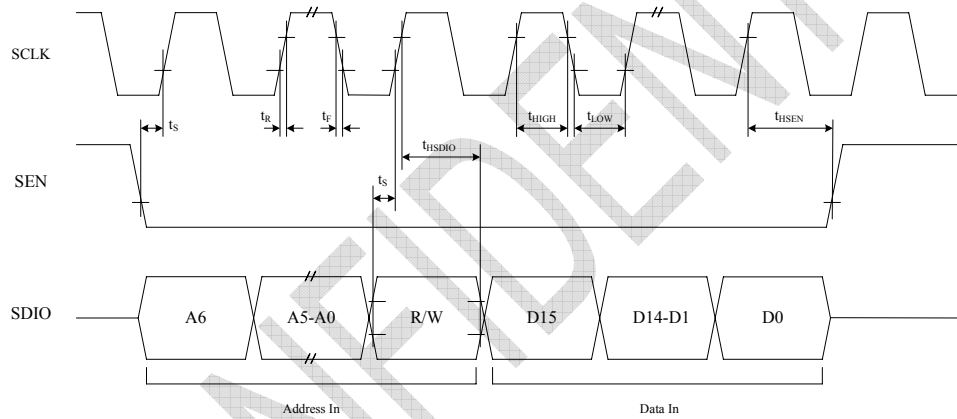 SCLK
tS
tR
tF
tHIGH
tLOW
tHSEN
SEN
tHSDIO
tS
SDIO
A6
A5-A0
R/W
D15
D14-D1
D0
Address In
Data In